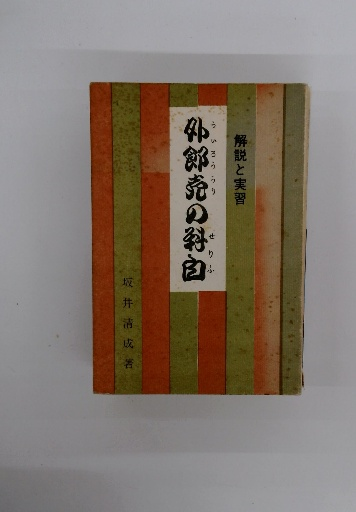 解説と実習
外郎売の科白
ういろううり
せりふ
坂井清成著